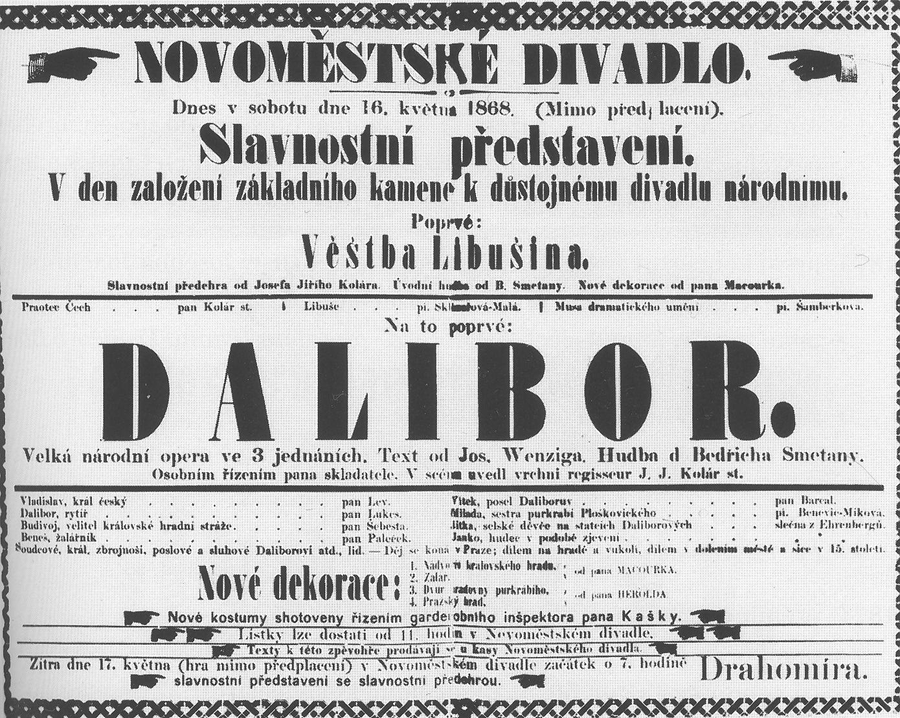 NOVOMĚSTSKÉ DIVADLO.
Dnes v sobotu dne 16. května 1868. (Mimo předplacení).
Slavnostní představení.
V den založení základního kamene k důstojnému divadlu národnímu.
Poprvé:
Věštba Libušina.
Slavnostní předehra od Josefa Jiřího Kolára. Úvodní hudba od B. Smetany. Nové dekorace od pana Macourka.
Praotec Čech . . . pan Kolár st. Libuše . . . pi. Sklenářová-Malá. Musa dramatického umění . . . pi. Šamberkova.
Na to poprvé:
DALIBOR.
Velká národní opera ve 3 jednáních. Text od Jos. Wenziga. Hudba d Bedřicha Smetany.
Osobním řízením pana skladatele. V scénu uvedl vrchni regisseur J. J. Kolár st.
Vladislav, král český . . . pan Lev. Vítek, posel Daliborův . . . pan Barcal.
Dalibor, rytíř . . . pan Lukes. Milada, sestra purkrabí Ploškovického . . . pi. Benevic-Miková.
Budivoj, velitel královské hradní stráže. . . . pan Šebesta. Jitka, selské děvče na statcích Daliborových . . . slečna z Ehrenbergů.
Beneš, žalářník . . . pan Paleček. Janko, hudec v podobě zjevení . . .
Soudcové, král. zbrojnoši, poslové a sluhové Daliborovi atd., lid. — Děj se koná v Praze; dílem na hradě a vukolí, dílem v dolením městě a sice v 15. století.
Nové dekorace:
1. Nádvoří kralovského hradu,
2. Zalar.
od pana MACOURKA.
3. Dvur radovny purkrabího,
4. Pražský hrad,
od pana HEROLDA.
Nové kostumy shotoveny řízením garderobního inšpektora pana Kašky.
Lístky lze dostati od 11. hodin v Novoměstském divadle.
Texty k této zpěvohře prodávají se u kasy Novoměstského divadla.
Zítra dne 17. května (hra mimo předplacení) v Novoměstském divadle začátek o 7. hodině Drahomíra.
slavnostní představení se slavnostní předehrou.